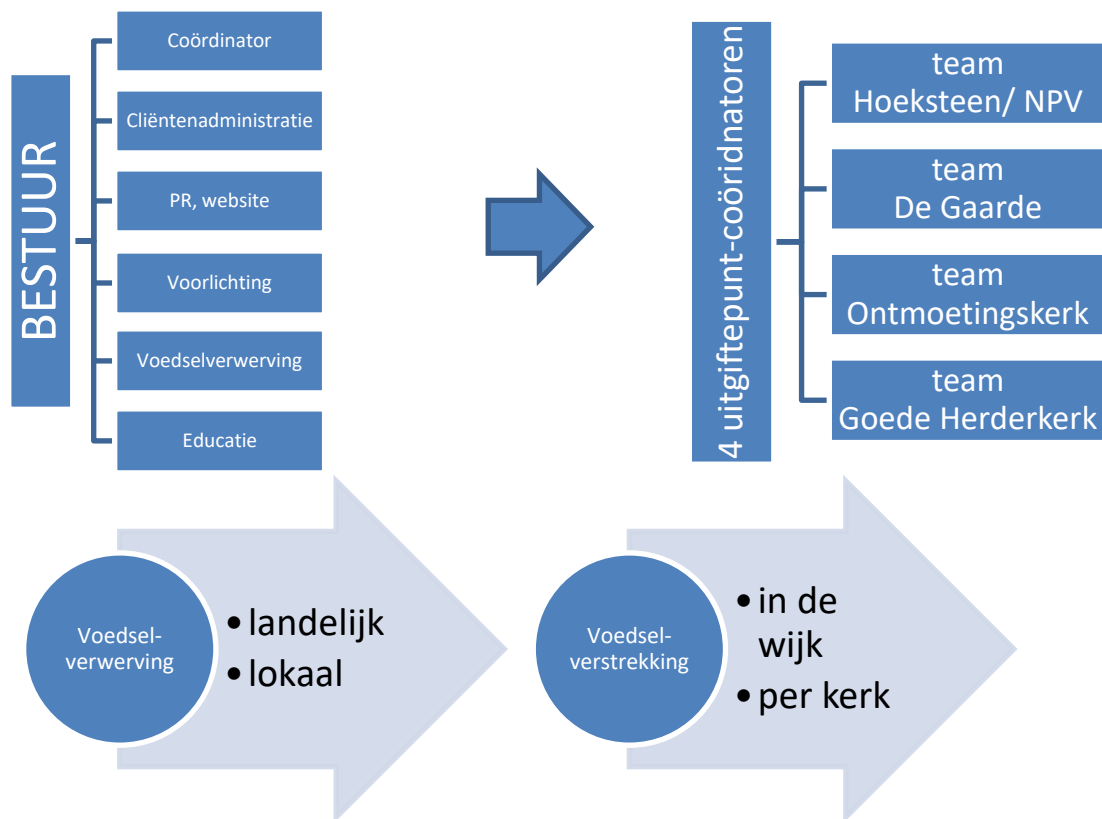 BESTUUR
Coördinator
Cliëntenadministratie
PR, website
Voorlichting
Voedselverwerving
Educatie
4 uitgiftepunt-coöridnatoren
team
Hoeksteen/ NPV
team
De Gaarde
team
Ontmoetingskerk
team
Goede Herderkerk
Voedsel-
verwerving
• landelijk
• lokaal
Voedsel-
verstrekking
• in de
wijk
• per kerk